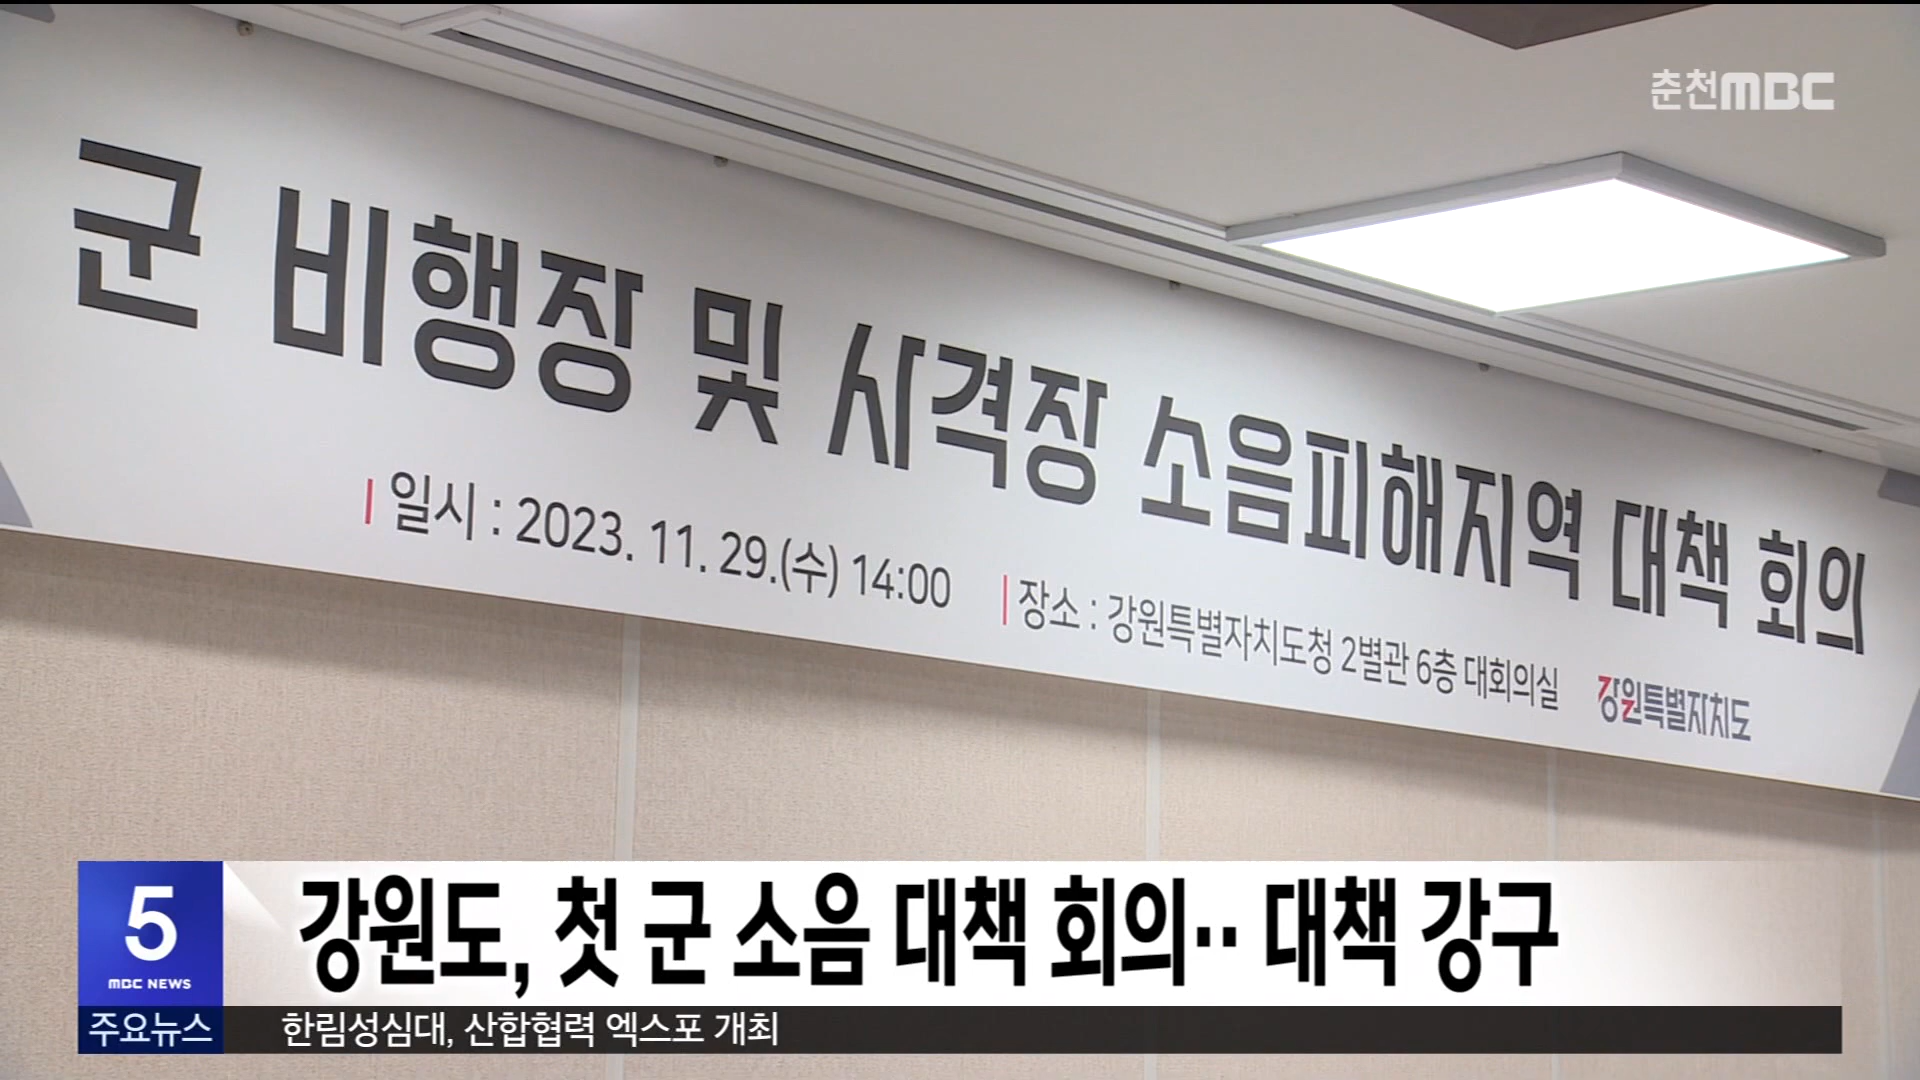 춘천MBC
군 비행장 및 사격장 소음피해지역 대책 회의
일시 : 2023. 11. 29.(수) 14:00
장소 : 강원특별자치도청 2별관 6층 대회의실
강원특별자치도
5
MBC NEWS
강원도, 첫 군 소음 대책 회의·· 대책 강구
주요뉴스
한림성심대, 산합협력 엑스포 개최